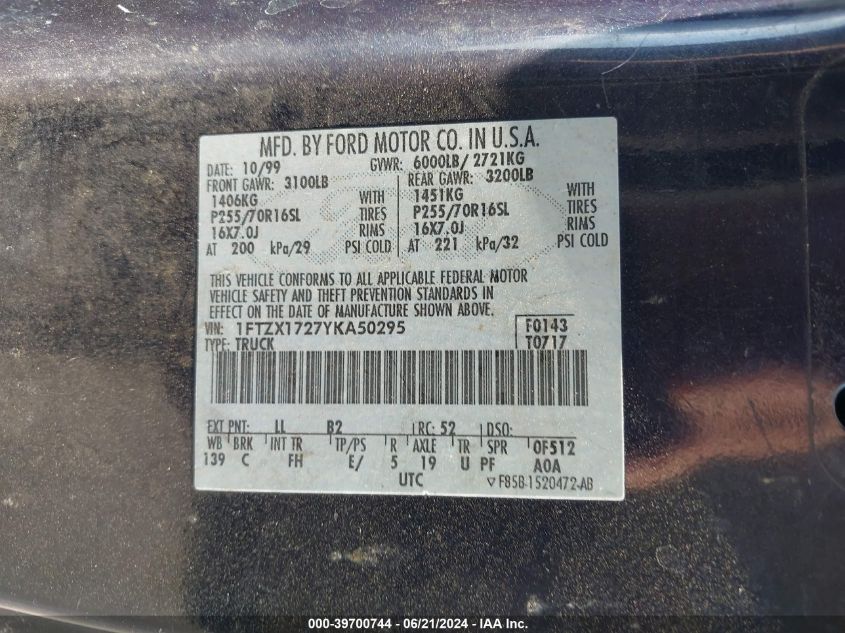 MFD. BY FORD MOTOR CO. IN U.S.A.
DATE: 10/99 GVWR: 6000LB/ 2721KG
FRONT GAWR: 3100LB REAR GAWR: 3200LB
1406KG WITH 1451KG WITH
P255/70R16SL TIRES P255/70R16SL TIRES
16X7.0J RIMS 16X7.0J RIMS
AT 200 kPa/29 PSI COLD AT 221 kPa/32 PSI COLD
THIS VEHICLE CONFORMS TO ALL APPLICABLE FEDERAL MOTOR
VEHICLE SAFETY AND THEFT PREVENTION STANDARDS IN
EFFECT ON THE DATE OF MANUFACTURE SHOWN ABOVE.
VIN: 1FTZX1727YKA50295 F0143
TYPE: TRUCK T0717
EXT PNT: LL B2 RC: 52 DSO:
WB BRK INT TR TP/PS R AXLE TR SPR 0F512
139 C FH E/ 5 19 U PF A0A
UTC ▽ F85B-1520472-AB
000-39700744 - 06/21/2024 - IAA Inc.